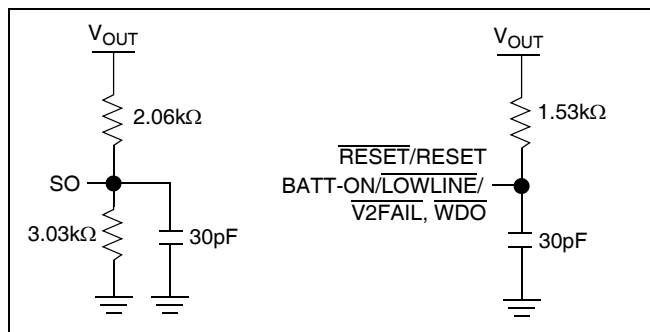 VOUT
2.06kΩ
SO
3.03kΩ
30pF
VOUT
1.53kΩ
RESET/RESET
BATT-ON/LOWLINE/
V2FAIL, WDO
30pF